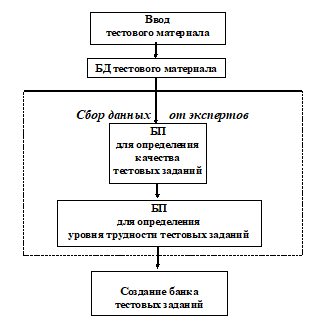 Ввод
тестового материала
БД тестового материала
Сбор данных от экспертов
БП
для определения
качества
тестовых заданий
БП
для определения
уровня трудности тестовых заданий
Создание банка
тестовых заданий